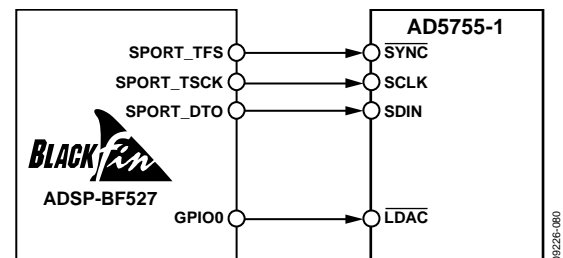 AD5755-1
SPORT_TFS SYNC
SPORT_TSCK SCLK
SPORT_DTO SDIN
BLACKfin
ADSP-BF527
GPIO0 LDAC
09226-080